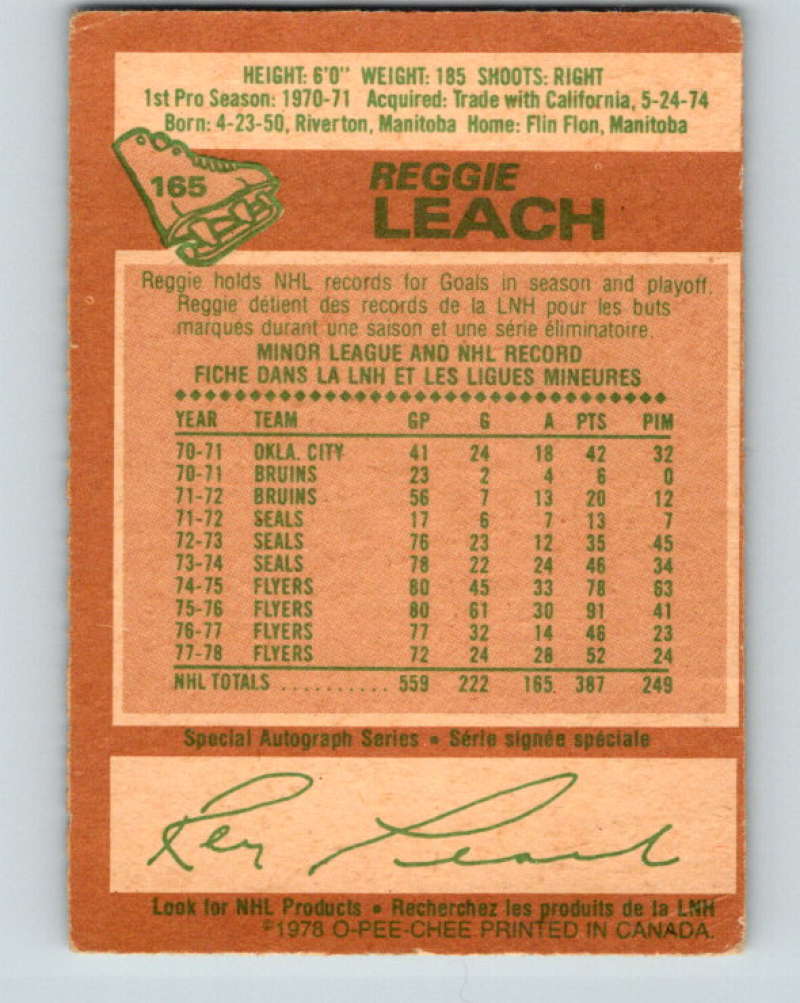 HEIGHT: 6'0" WEIGHT: 185 SHOOTS: RIGHT
1st Pro Season: 1970-71 Acquired: Trade with California, 5-24-74
Born: 4-23-50, Riverton, Manitoba Home: Flin Flon, Manitoba
165
REGGIE
LEACH
Reggie holds NHL records for Goals in season and playoff.
Reggie détient des records de la LNH pour les buts
marqués durant une saison et une série éliminatoire.
MINOR LEAGUE AND NHL RECORD
FICHE DANS LA LNH ET LES LIGUES MINEURES
YEAR TEAM GP G A PTS PIM
70-71 OKLA. CITY 41 24 18 42 32
70-71 BRUINS 23 2 4 6 0
71-72 BRUINS 56 7 13 20 12
71-72 SEALS 17 6 7 13 7
72-73 SEALS 76 23 12 35 45
73-74 SEALS 78 22 24 46 34
74-75 FLYERS 80 45 33 78 63
75-76 FLYERS 80 61 30 91 41
76-77 FLYERS 77 32 14 46 23
77-78 FLYERS 72 24 28 52 24
NHL TOTALS .......... 559 222 165 387 249
Special Autograph Series • Série signée spéciale
Reg Leach
Look for NHL Products • Recherchez les produits de la LNH
©1978 O-PEE-CHEE PRINTED IN CANADA.